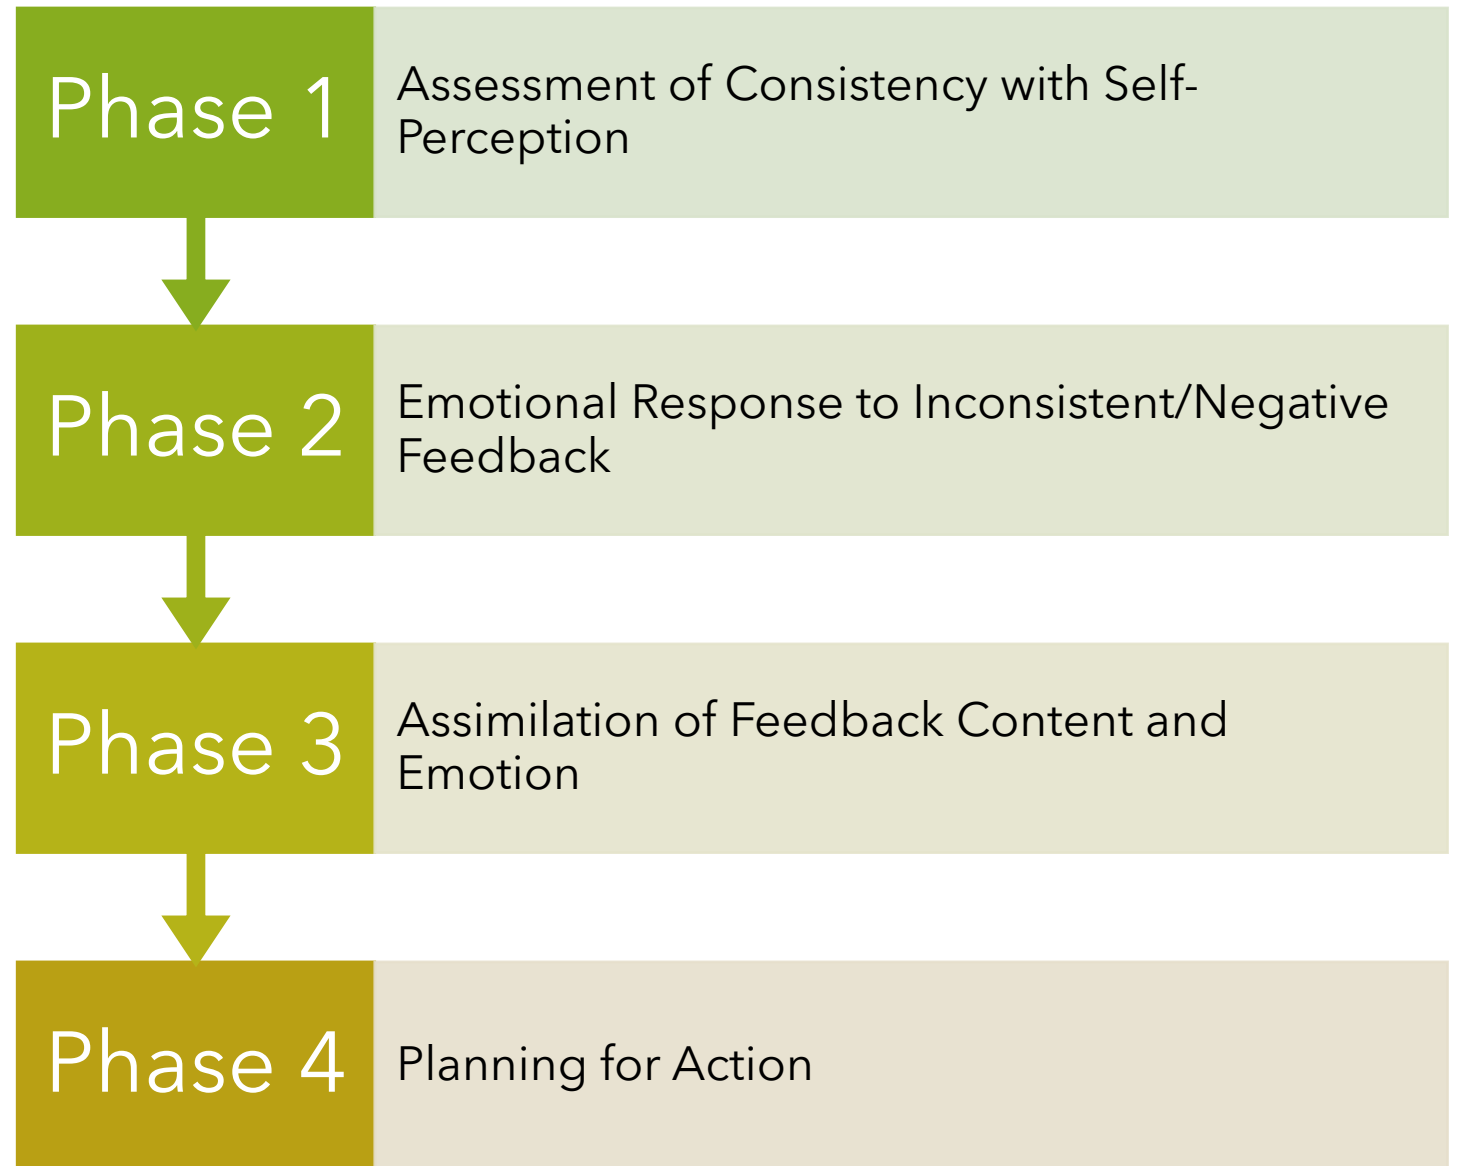 Phase 1
Assessment of Consistency with Self-
Perception
Phase 2
Emotional Response to Inconsistent/Negative
Feedback
Phase 3
Assimilation of Feedback Content and
Emotion
Phase 4
Planning for Action